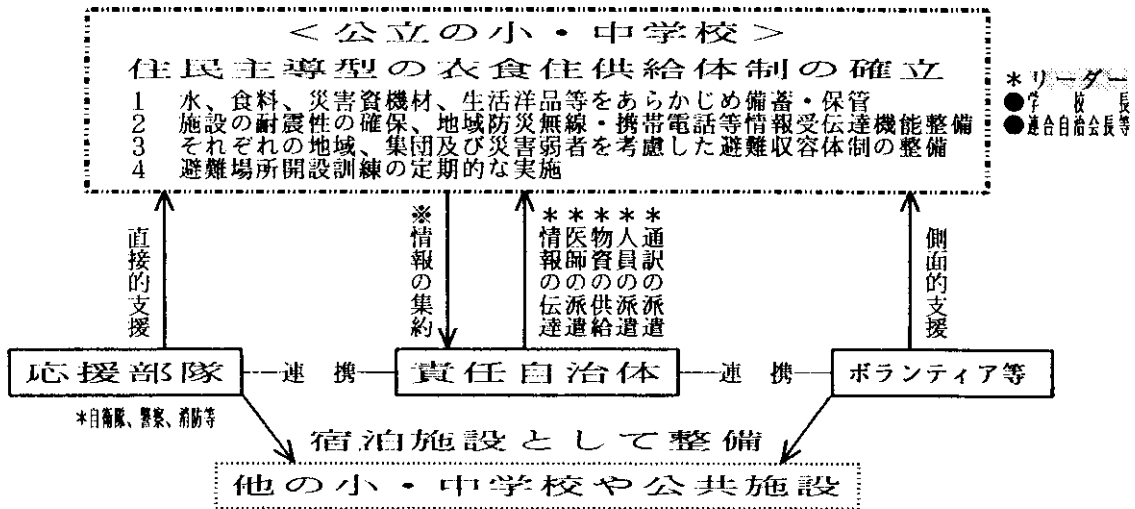 ＜公立の小・中学校＞
住民主導型の衣食住供給体制の確立
1 水、食料、災害資機材、生活洋品等をあらかじめ備蓄・保管
2 施設の耐震性の確保、地域防災無線・携帯電話等情報受伝達機能整備
3 それぞれの地域、集団及び災害弱者を考慮した避難収容体制の整備
4 避難場所開設訓練の定期的な実施
＊リーダー
●学校長
●連合自治会長等
直接的支援
※情報の集約
＊情報の伝達
＊医師の派遣
＊物資の供給
＊人員の派遣
＊通訳の派遣
側面的支援
応援部隊
連携
責任自治体
連携
ボランティア等
＊自衛隊、警察、消防等
宿泊施設として整備
他の小・中学校や公共施設